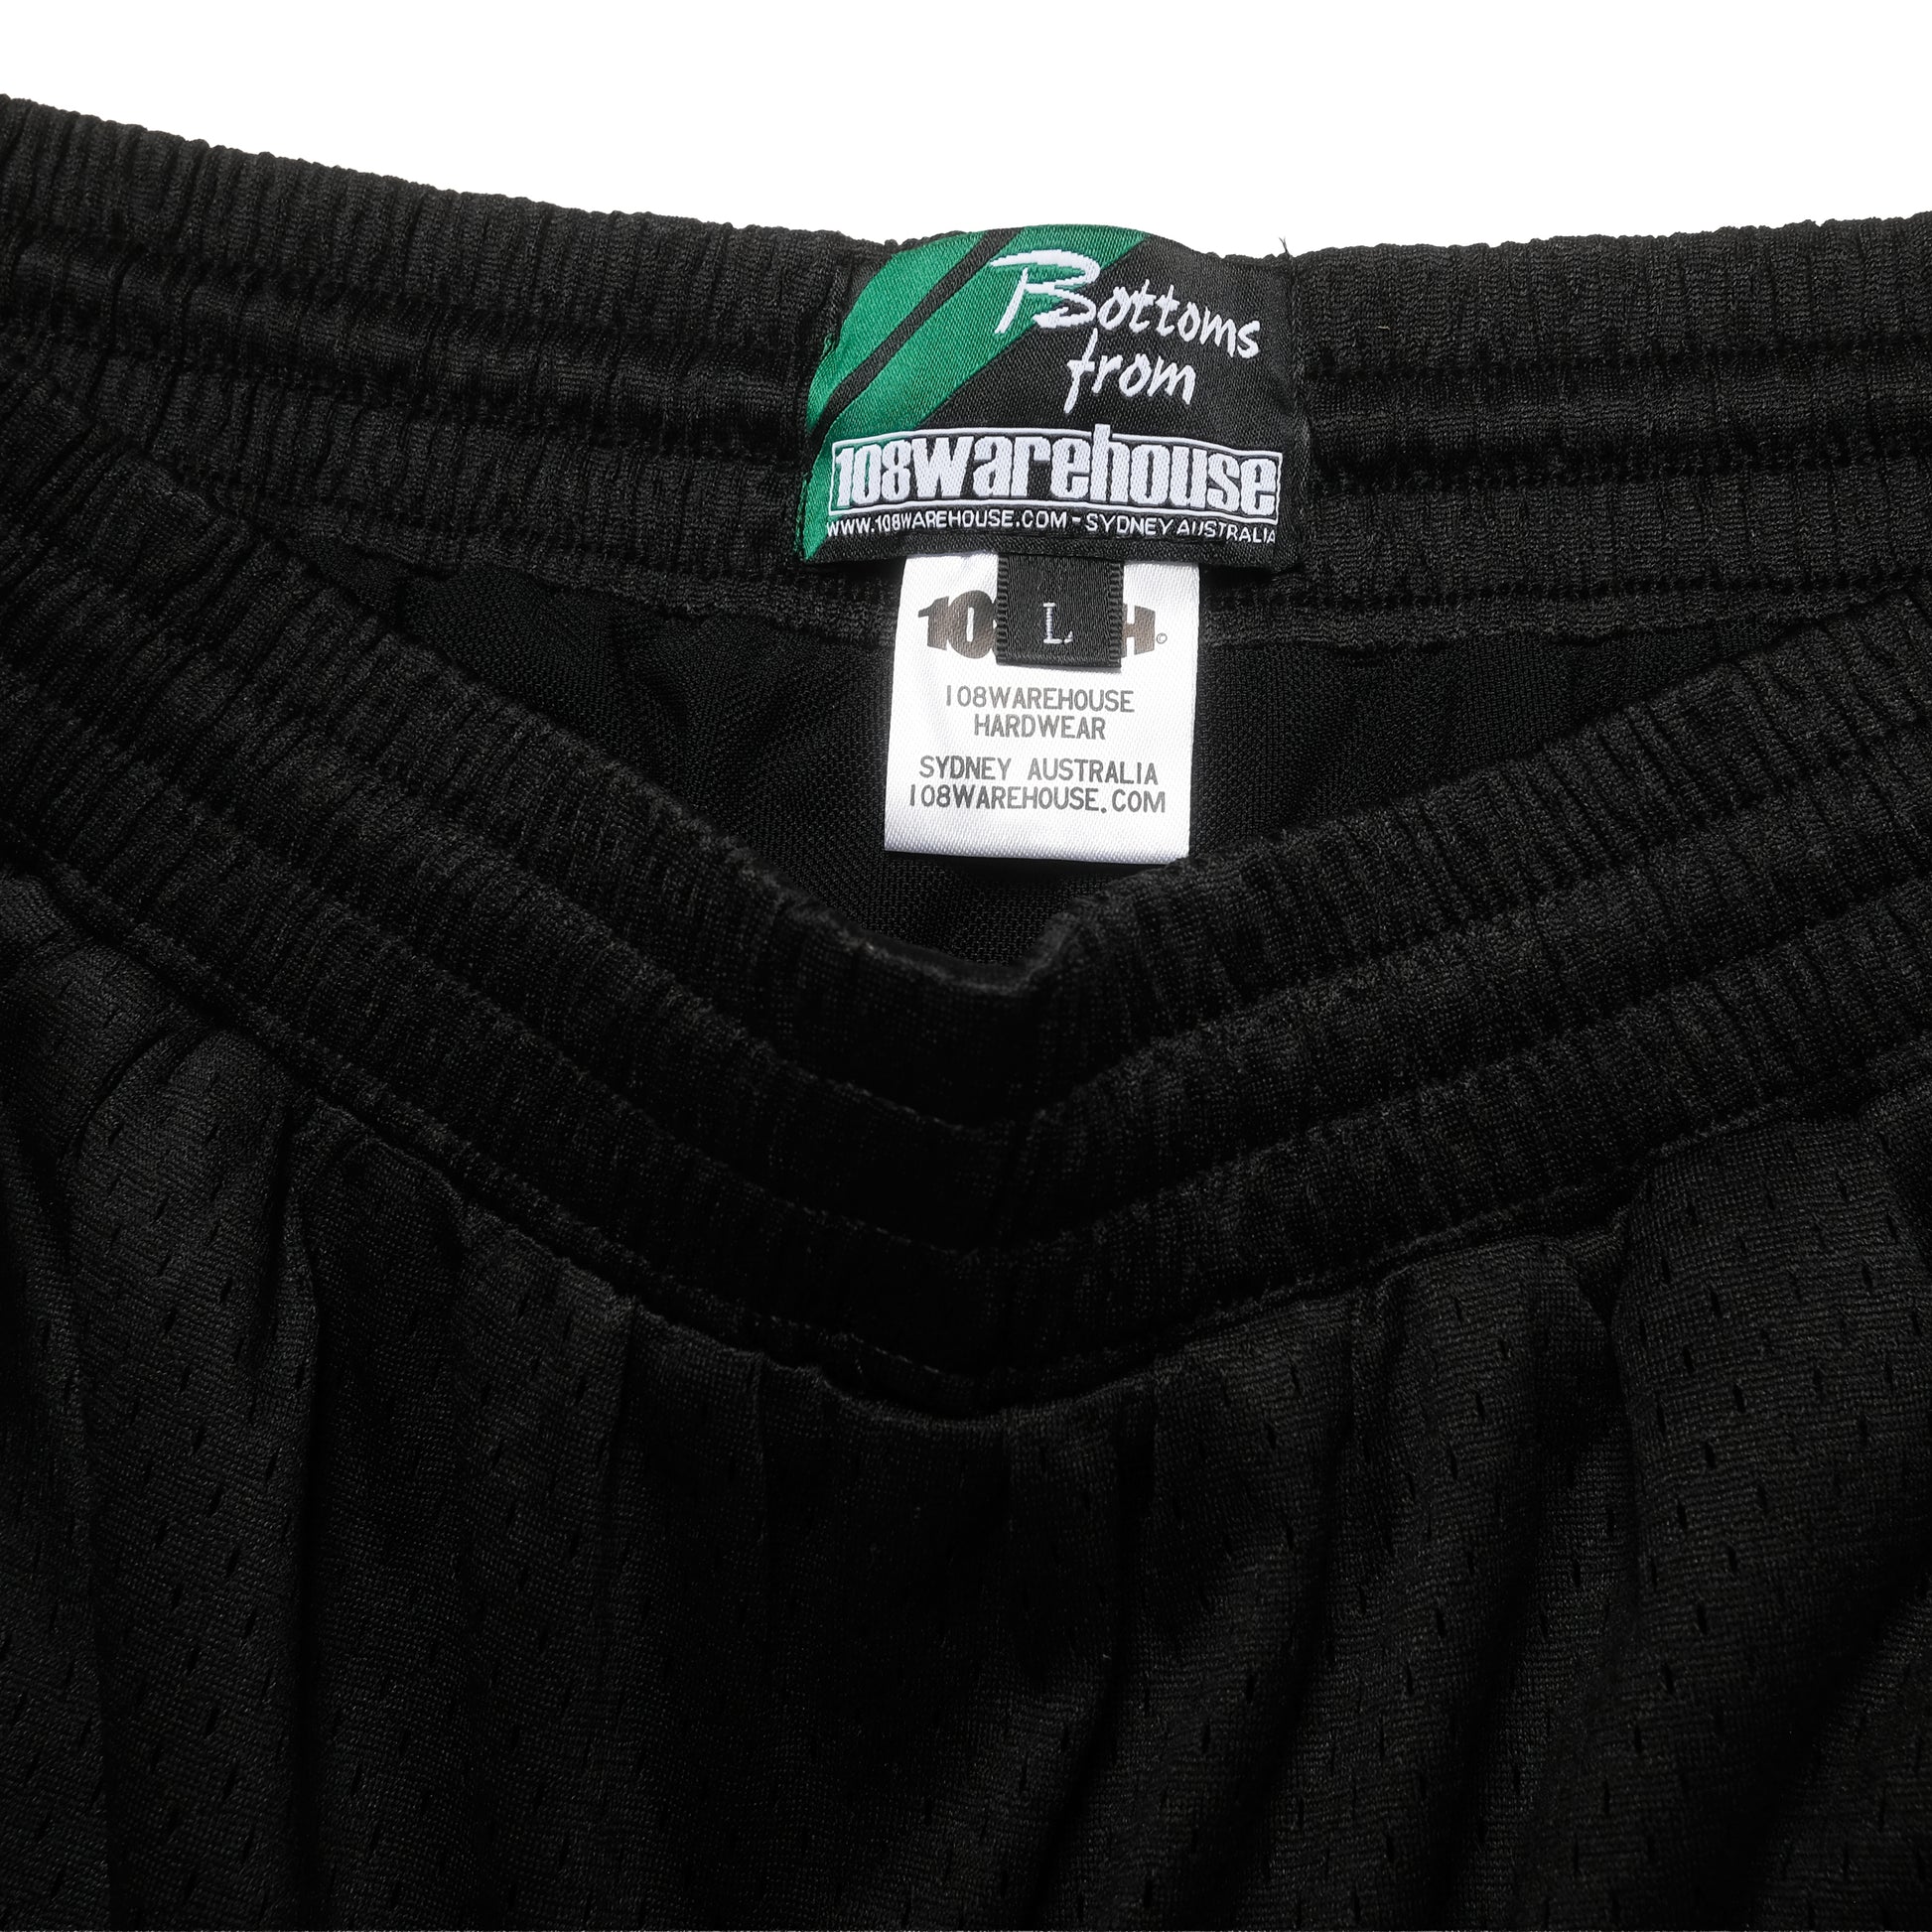 Bottoms
from
108warehouse
WWW.108WAREHOUSE.COM - SYDNEY AUSTRALIA
L
108WAREHOUSE
HARDWEAR
SYDNEY AUSTRALIA
108WAREHOUSE.COM